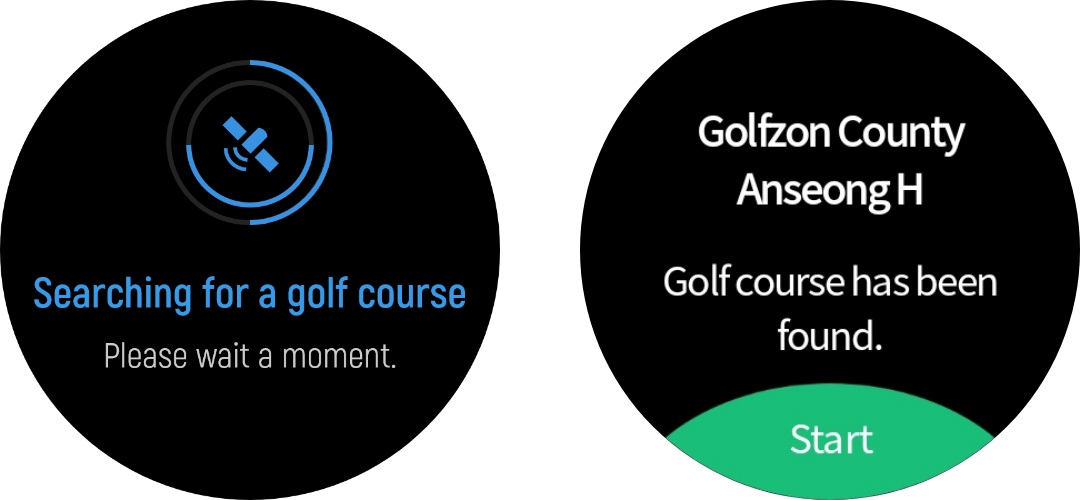 Searching for a golf course
Please wait a moment.
Golfzon County
Anseong H
Golf course has been
found.
Start